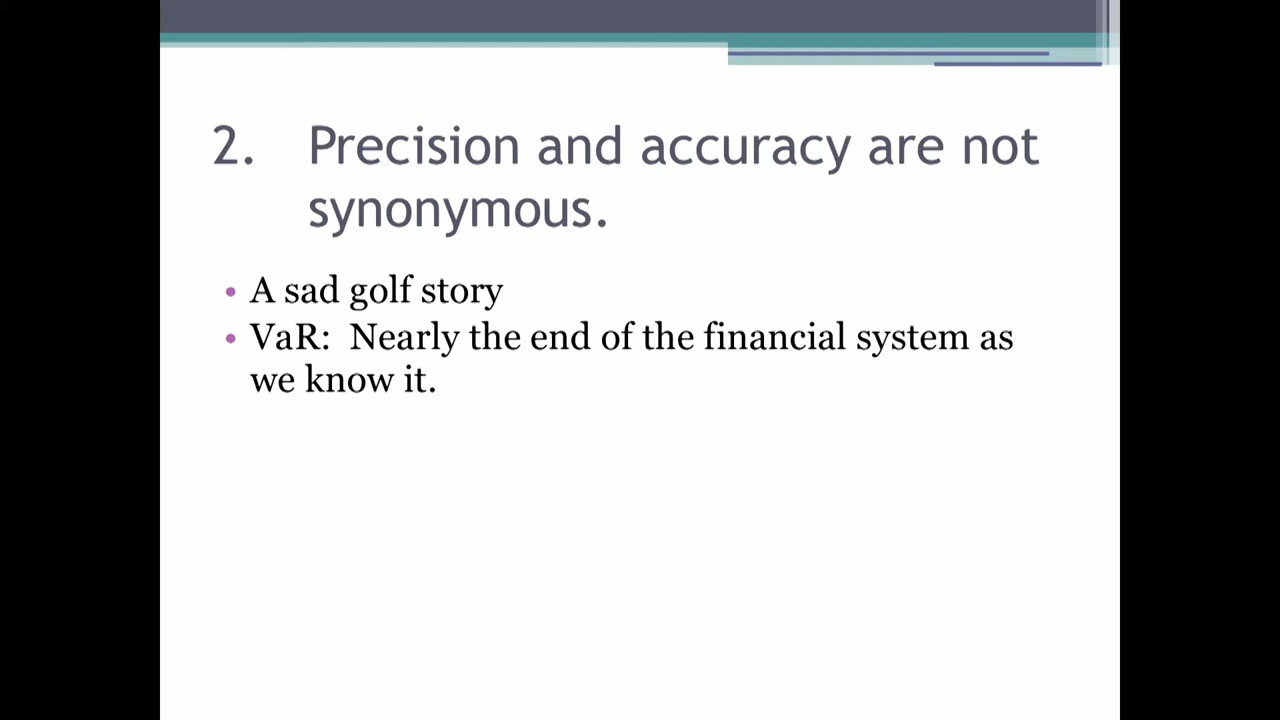 2. Precision and accuracy are not
synonymous.
• A sad golf story
• VaR: Nearly the end of the financial system as
we know it.